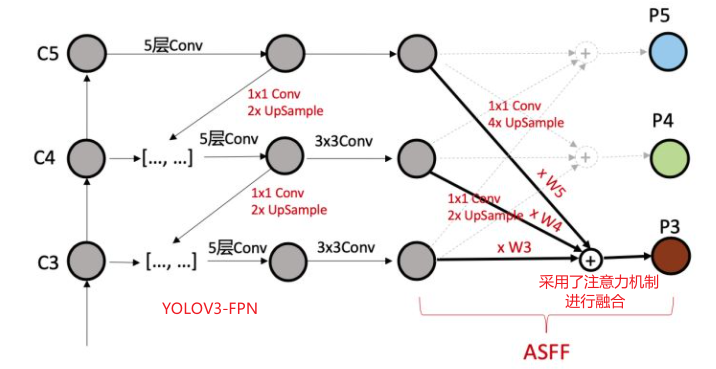 P5
C5
5层Conv
1x1 Conv
2x UpSample
1x1 Conv
4x UpSample
P4
5层Conv
3x3Conv
C4
[..., ...]
x W5
1x1 Conv
2x UpSample
1x1 Conv
2x UpSample
x W4
P3
5层Conv
3x3Conv
x W3
C3
[..., ...]
+
采用了注意力机制
进行融合
YOLOV3-FPN
ASFF